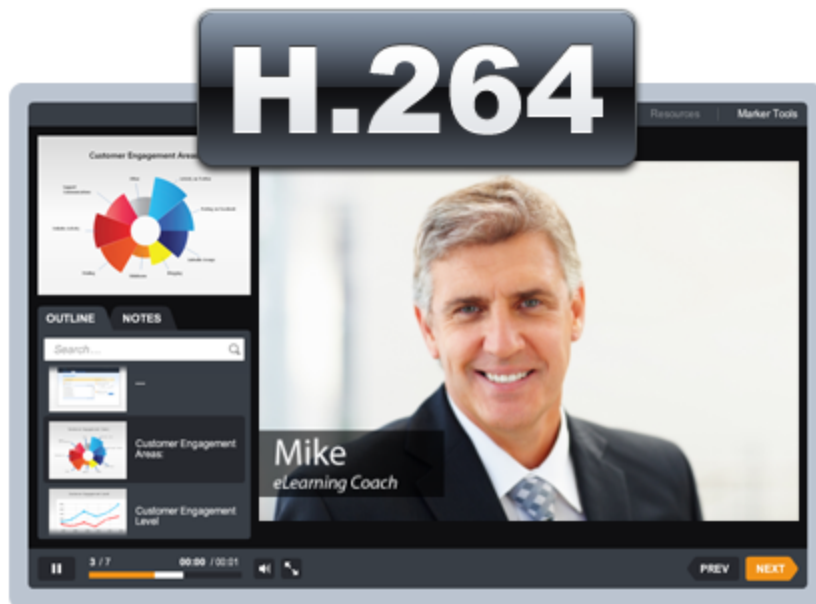 H.264
Resources
Marker Tools
Customer Engagement Areas
OUTLINE
NOTES
Search...
...
Customer Engagement
Areas:
Customer Engagement
Level
Mike
eLearning Coach
3 / 7
00:00 / 00:01
PREV
NEXT